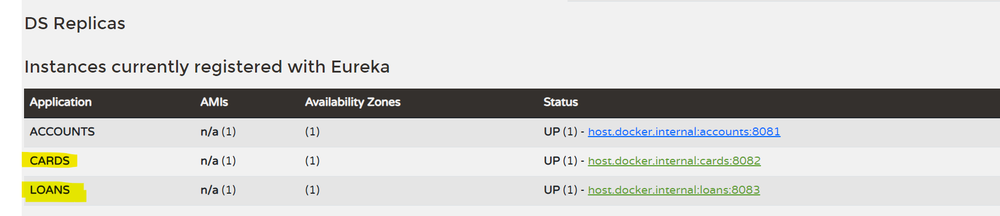 DS Replicas
Instances currently registered with Eureka
Application AMIs Availability Zones Status
ACCOUNTS n/a (1) (1) UP (1) - host.docker.internal:accounts:8081
CARDS n/a (1) (1) UP (1) - host.docker.internal:cards:8082
LOANS n/a (1) (1) UP (1) - host.docker.internal:loans:8083